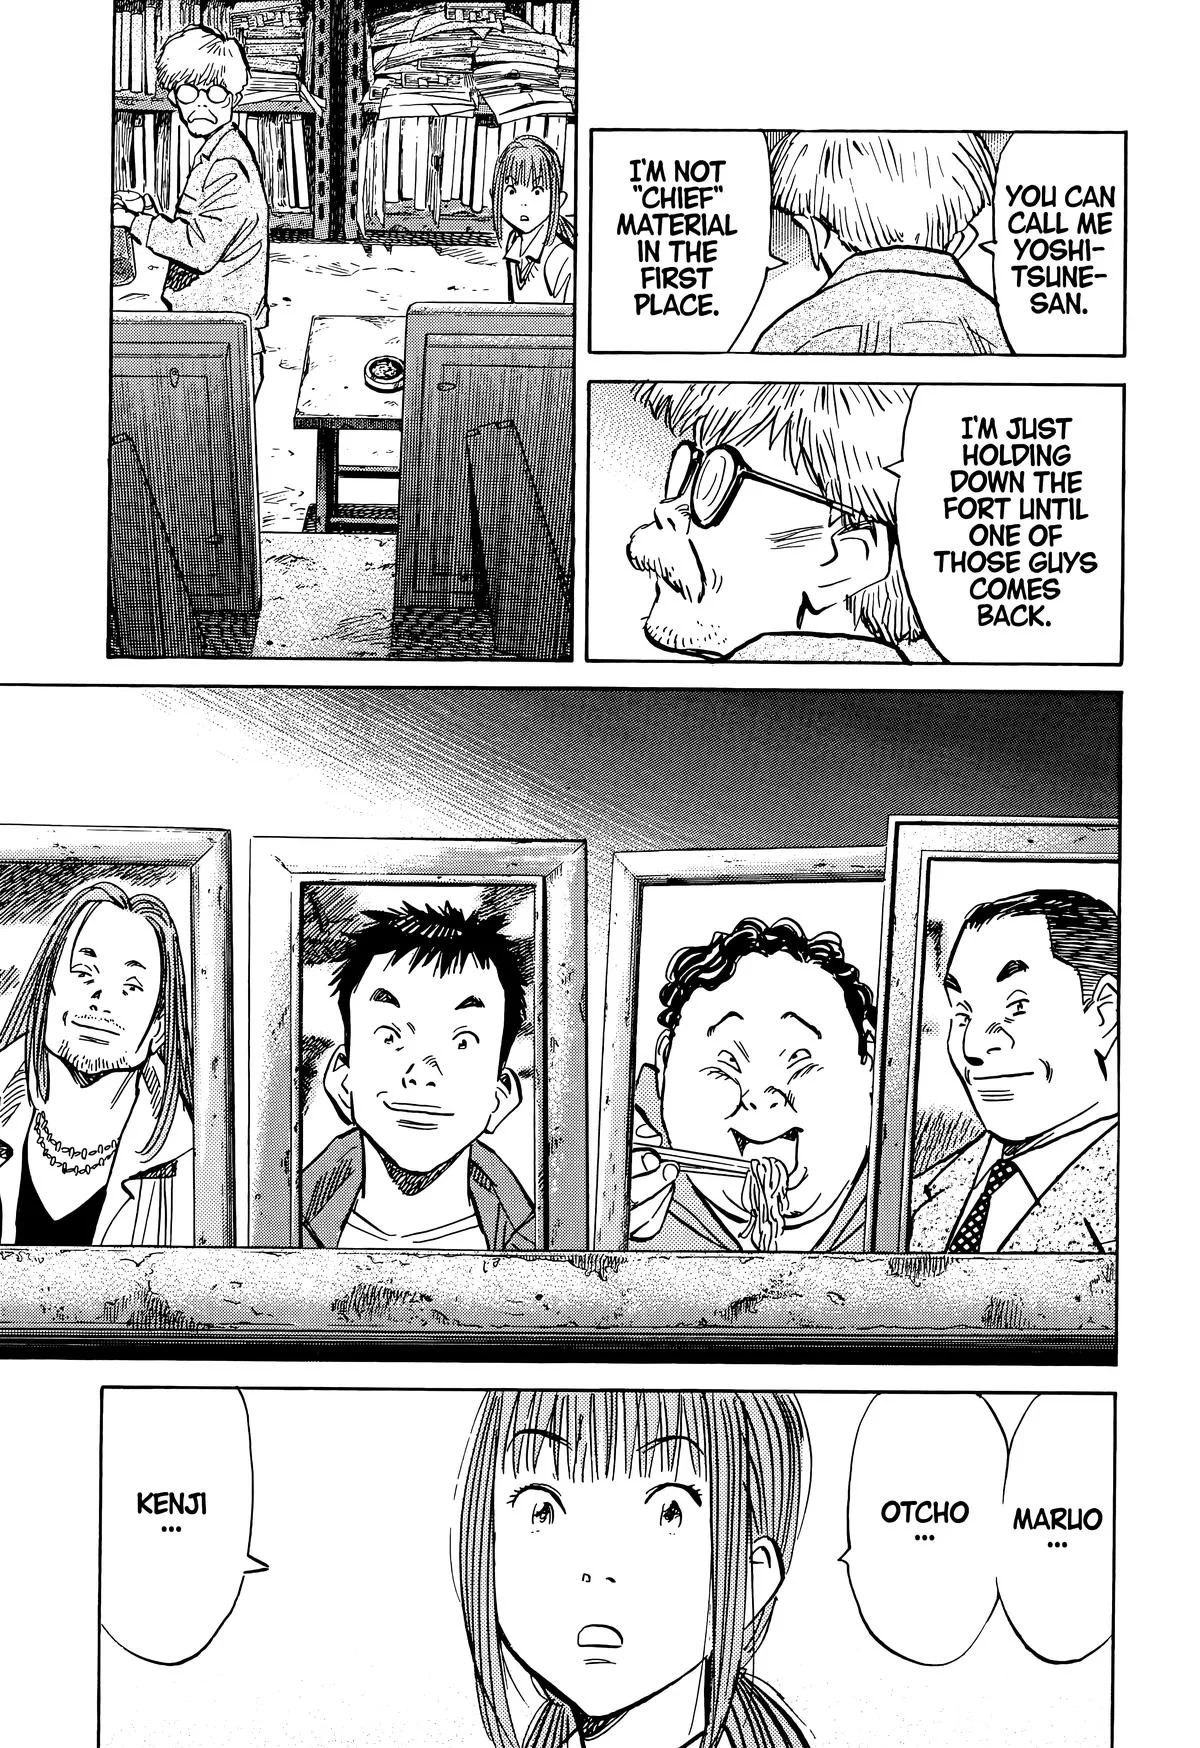 YOU CAN
CALL ME
YOSHI-
TSUNE-
SAN.
I'M NOT
"CHIEF"
MATERIAL
IN THE
FIRST
PLACE.
I'M JUST
HOLDING
DOWN THE
FORT UNTIL
ONE OF
THOSE GUYS
COMES
BACK.
MARUO
...
OTCHO
...
KENJI
...